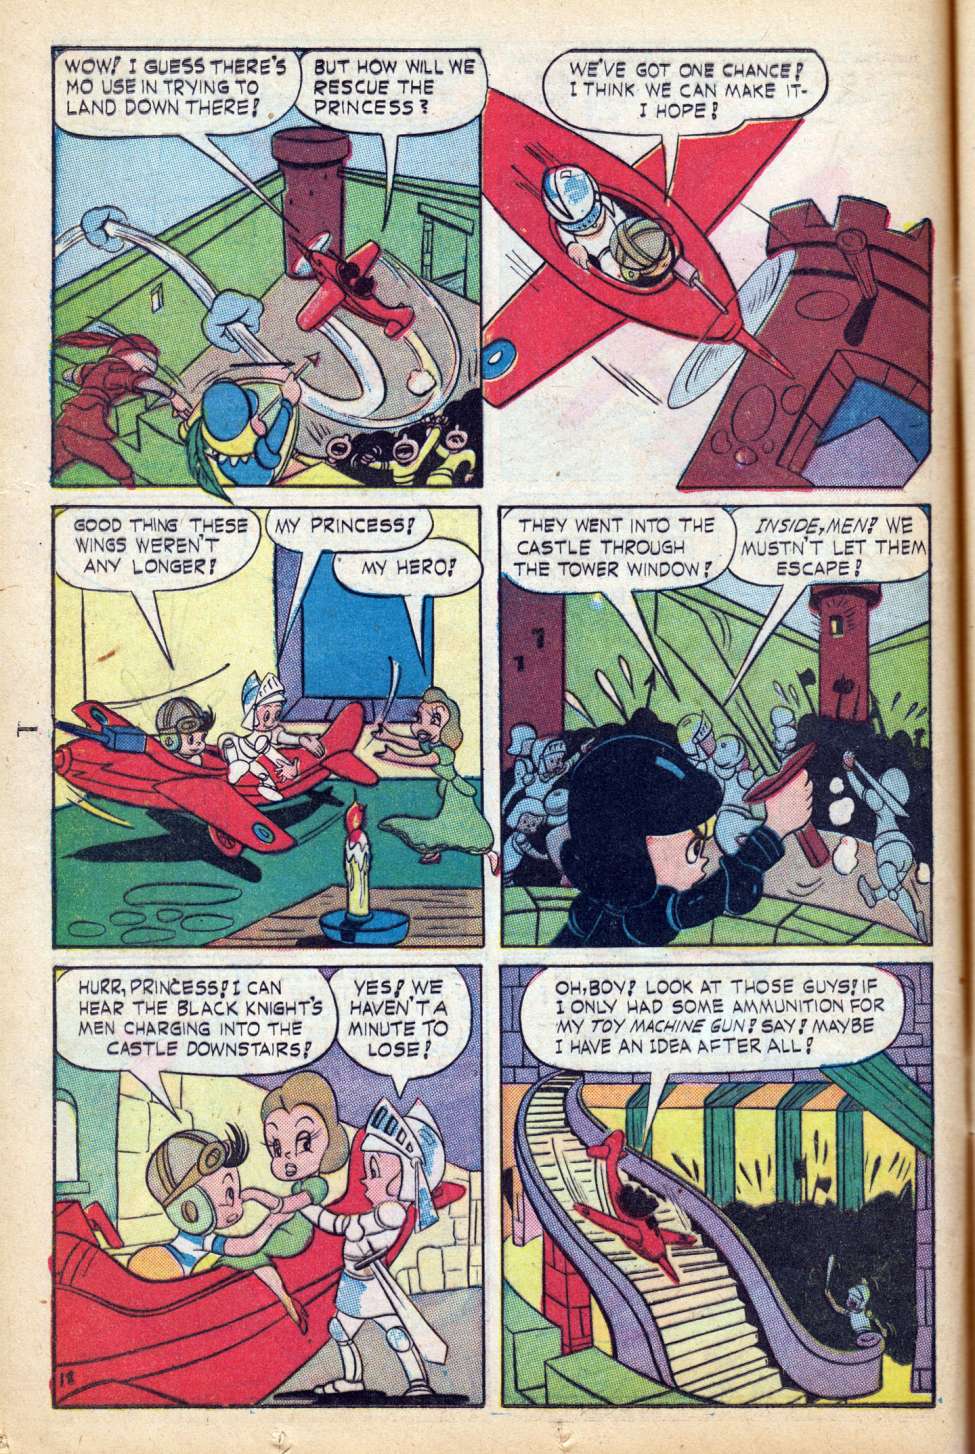 WOW! I GUESS THERE'S
MO USE IN TRYING TO
LAND DOWN THERE!
BUT HOW WILL WE
RESCUE THE
PRINCESS?
WE'VE GOT ONE CHANCE!
I THINK WE CAN MAKE IT-
I HOPE!
GOOD THING THESE
WINGS WEREN'T
ANY LONGER!
MY PRINCESS!
MY HERO!
THEY WENT INTO THE
CASTLE THROUGH
THE TOWER WINDOW!
INSIDE, MEN! WE
MUSTN'T LET THEM
ESCAPE!
HURR, PRINCESS! I CAN
HEAR THE BLACK KNIGHT'S
MEN CHARGING INTO THE
CASTLE DOWNSTAIRS!
YES! WE
HAVEN'T A
MINUTE TO
LOSE!
OH, BOY! LOOK AT THOSE GUYS! IF
I ONLY HAD SOME AMMUNITION FOR
MY TOY MACHINE GUN! SAY! MAYBE
I HAVE AN IDEA AFTER ALL!
18